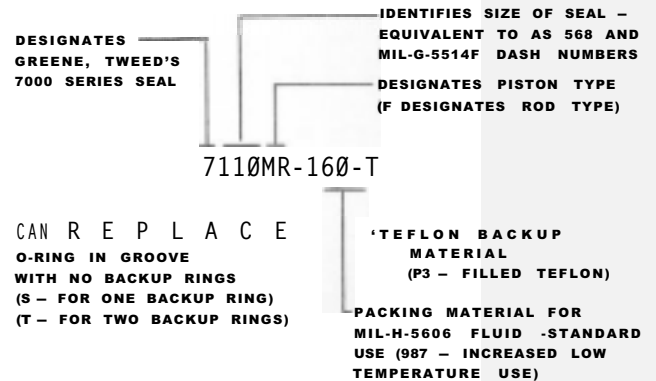 DESIGNATES
GREENE, TWEED'S
7000 SERIES SEAL
IDENTIFIES SIZE OF SEAL –
EQUIVALENT TO AS 568 AND
MIL-G-5514F DASH NUMBERS
DESIGNATES PISTON TYPE
(F DESIGNATES ROD TYPE)
7110MR-160-T
CAN REPLACE
O-RING IN GROOVE
WITH NO BACKUP RINGS
(S – FOR ONE BACKUP RING)
(T – FOR TWO BACKUP RINGS)
'TEFLON BACKUP
MATERIAL
(P3 – FILLED TEFLON)
PACKING MATERIAL FOR
MIL-H-5606 FLUID -STANDARD
USE (987 – INCREASED LOW
TEMPERATURE USE)